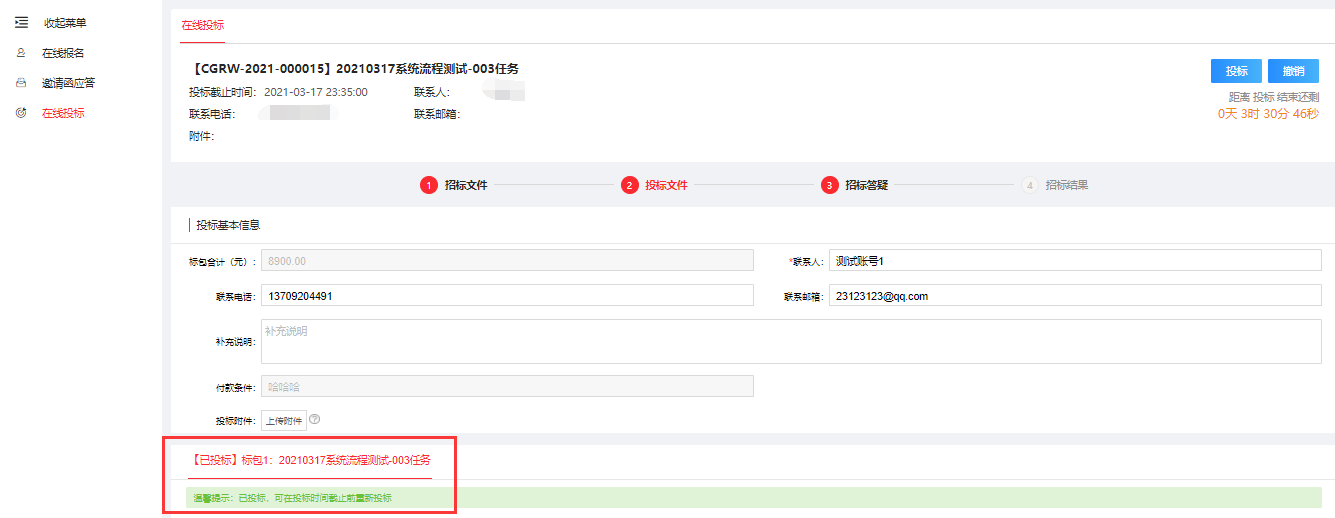 收起菜单
在线报名
邀请函应答
在线投标
在线投标
【CGRW-2021-000015】20210317系统流程测试-003任务
投标 撤销
投标截止时间： 2021-03-17 23:35:00 联系人：
距离 投标 结束还剩
联系电话： 联系邮箱：
0天 3时 30分 46秒
附件：
1 招标文件 2 投标文件 3 招标答疑 4 招标结果
投标基本信息
标包合计（元）： 8900.00 *联系人： 测试账号1
联系电话： 13709204491 联系邮箱： 23123123@qq.com
补充说明： 补充说明
付款条件： 哈哈哈
投标附件： 上传附件 ?
【已投标】标包1：20210317系统流程测试-003任务
温馨提示：已投标，可在投标时间截止前重新投标